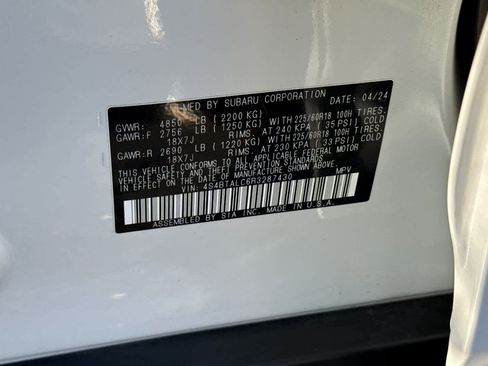 MFD BY SUBARU CORPORATION 04/24
GVWR: 4850 LB (2200 KG)
GAWR:F 2756 LB (1250 KG) WITH 225/60R18 100H TIRES,
18X7J RIMS, AT 240 KPA ( 35 PSI) COLD
GAWR:R 2690 LB (1220 KG) WITH 225/60R18 100H TIRES,
18X7J RIMS, AT 230 KPA ( 33 PSI) COLD
THIS VEHICLE CONFORMS TO ALL APPLICABLE FEDERAL MOTOR
VEHICLE SAFETY AND THEFT PREVENTION STANDARDS
IN EFFECT ON THE DATE OF MANUFACTURE SHOWN ABOVE.
VIN: 4S4BTALC6R3287430 MPV
ASSEMBLED BY SIA INC. MADE IN U.S.A.